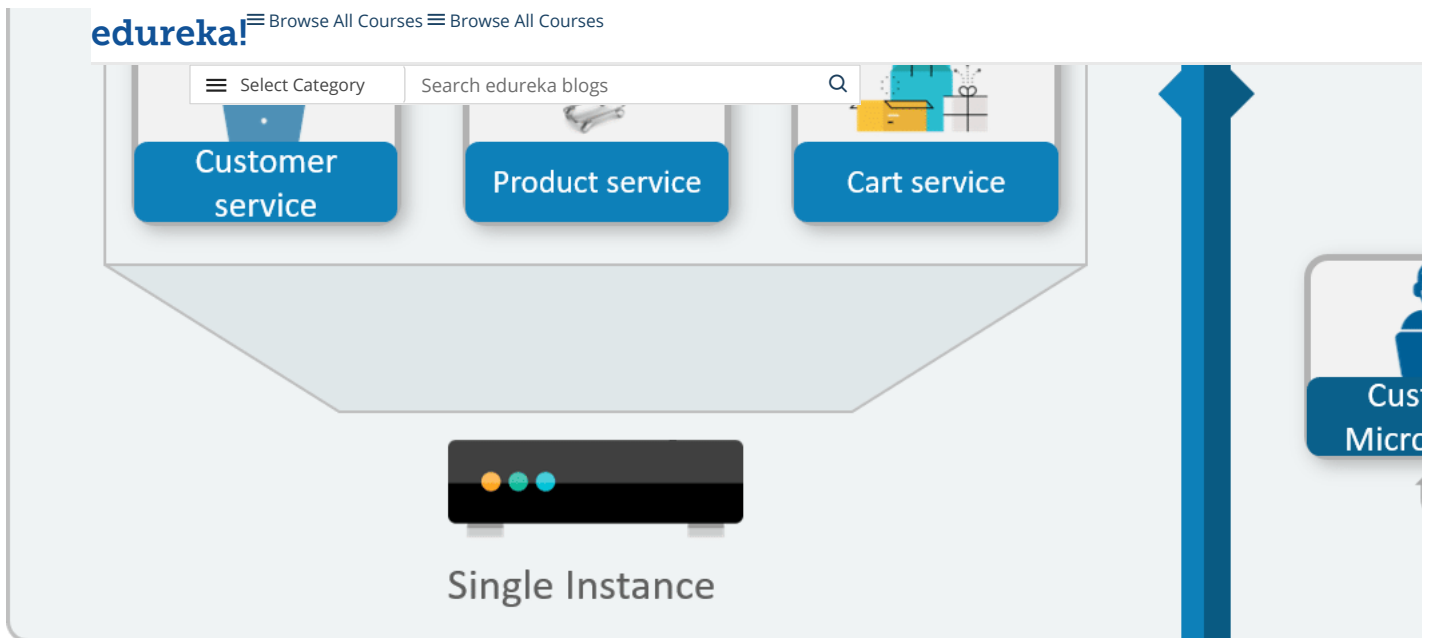 edureka!
Browse All Courses Browse All Courses
Select Category
Search edureka blogs
Customer
service
Product service
Cart service
Single Instance